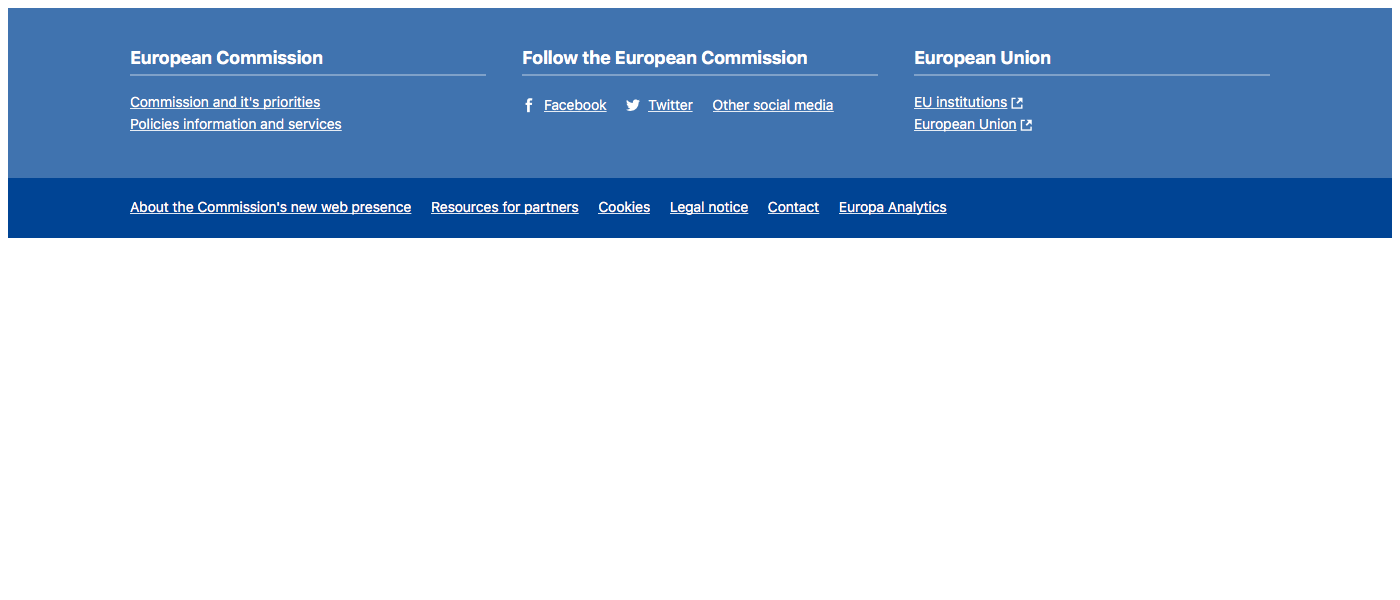 European Commission
Commission and it's priorities
Policies information and services
Follow the European Commission
Facebook Twitter Other social media
European Union
EU institutions
European Union
About the Commission's new web presence Resources for partners Cookies Legal notice Contact Europa Analytics